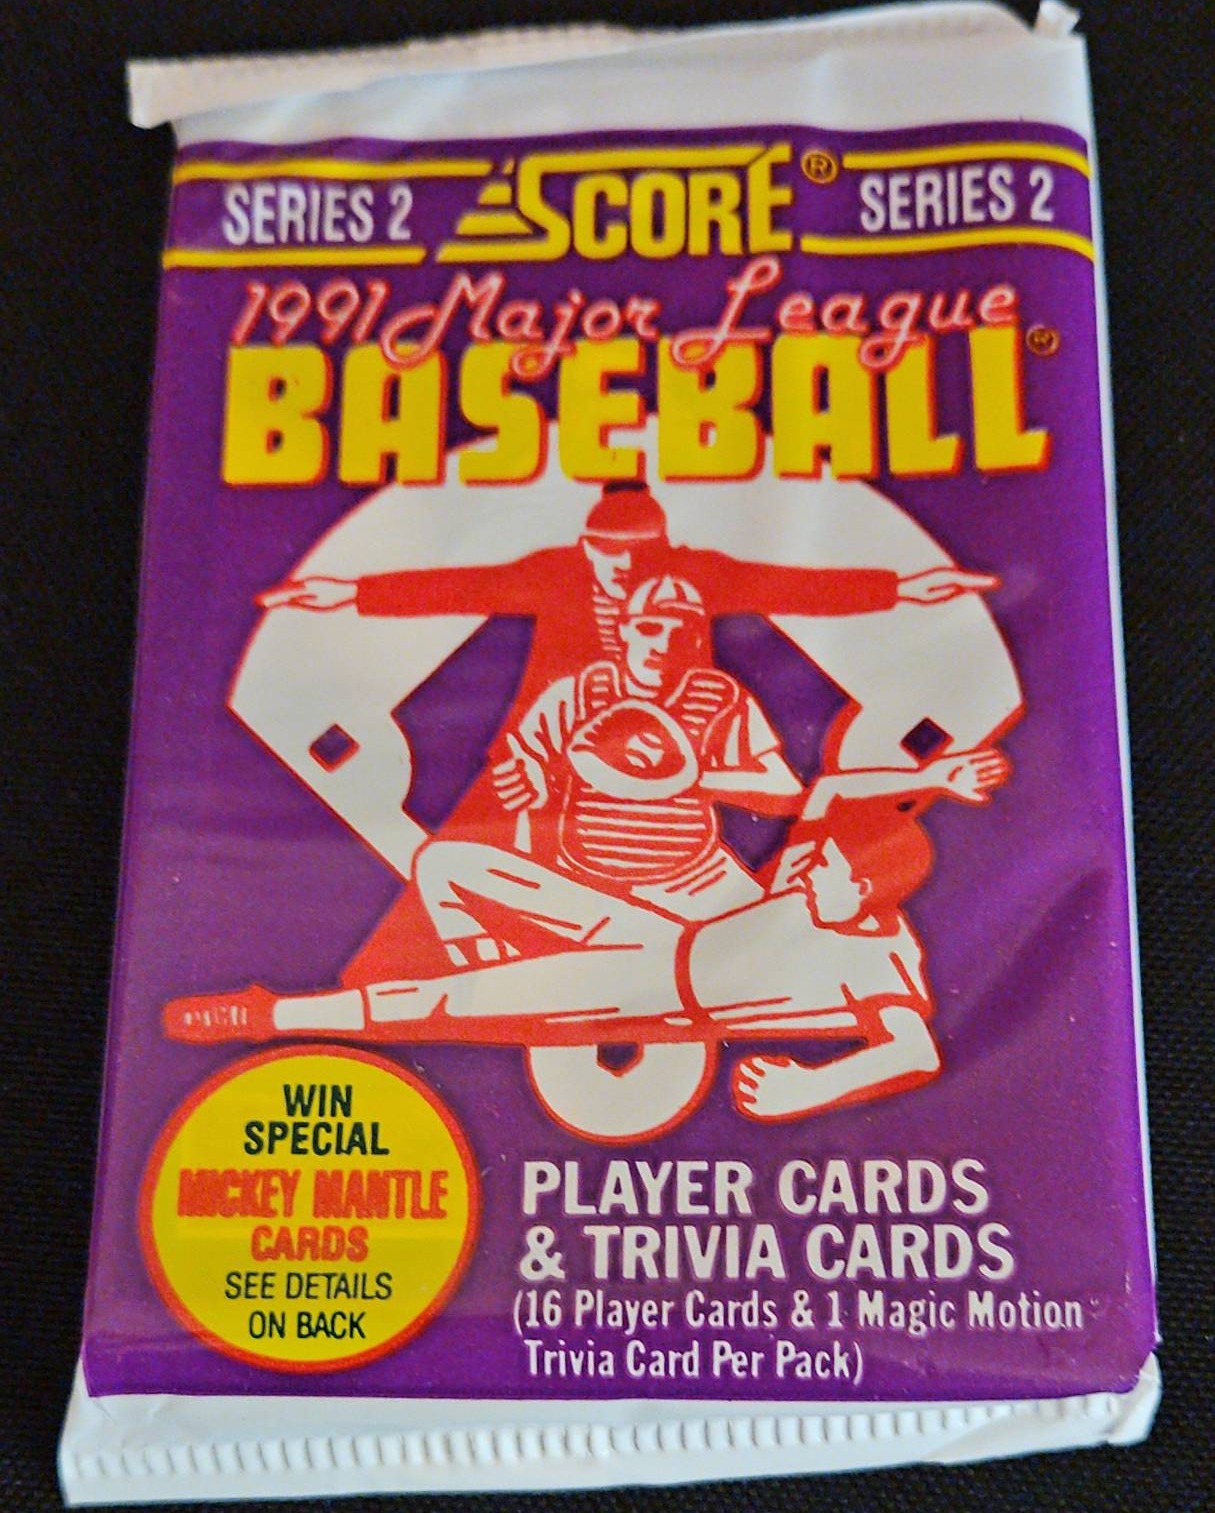 SERIES 2 SCORE® SERIES 2
1991 Major League
BASEBALL®
WIN
SPECIAL
MICKEY MANTLE
CARDS
SEE DETAILS
ON BACK
PLAYER CARDS
& TRIVIA CARDS
(16 Player Cards & 1 Magic Motion
Trivia Card Per Pack)